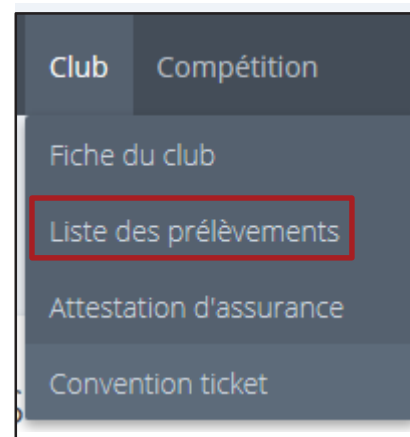 Club Compétition
Fiche du club
Liste des prélèvements
Attestation d'assurance
Convention ticket